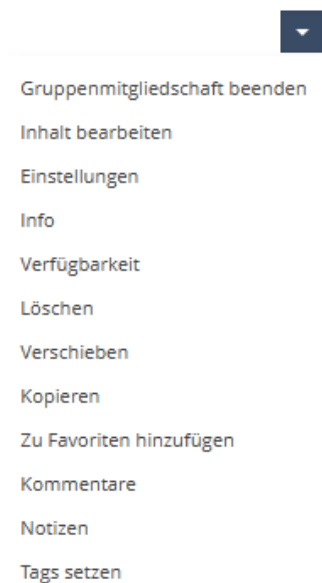 Gruppenmitgliedschaft beenden
Inhalt bearbeiten
Einstellungen
Info
Verfügbarkeit
Löschen
Verschieben
Kopieren
Zu Favoriten hinzufügen
Kommentare
Notizen
Tags setzen